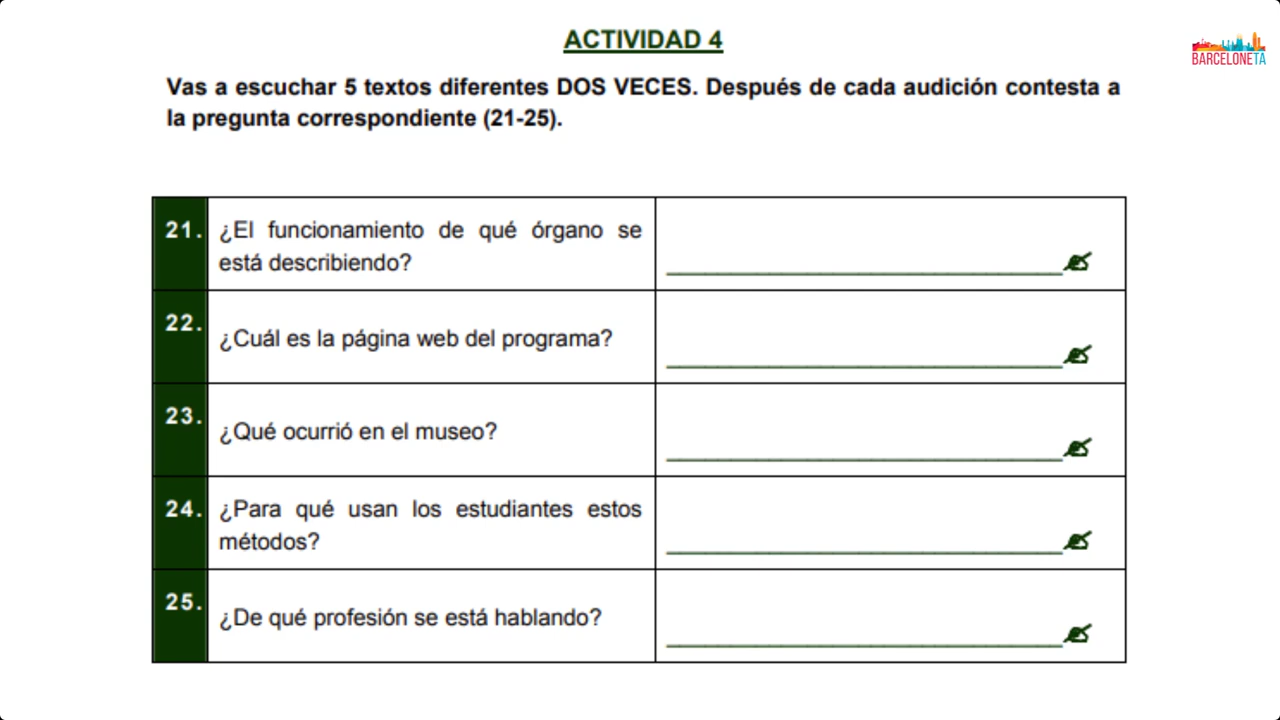 ACTIVIDAD 4
BARCELONETA
Vas a escuchar 5 textos diferentes DOS VECES. Después de cada audición contesta a
la pregunta correspondiente (21-25).
21. ¿El funcionamiento de qué órgano se
está describiendo?
22. ¿Cuál es la página web del programa?
23. ¿Qué ocurrió en el museo?
24. ¿Para qué usan los estudiantes estos
métodos?
25. ¿De qué profesión se está hablando?